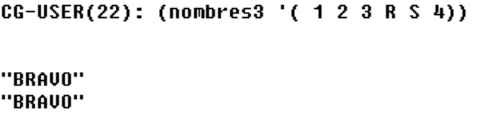 CG-USER(22): (nombres3 '( 1 2 3 R S 4))
"BRAVO"
"BRAVO"